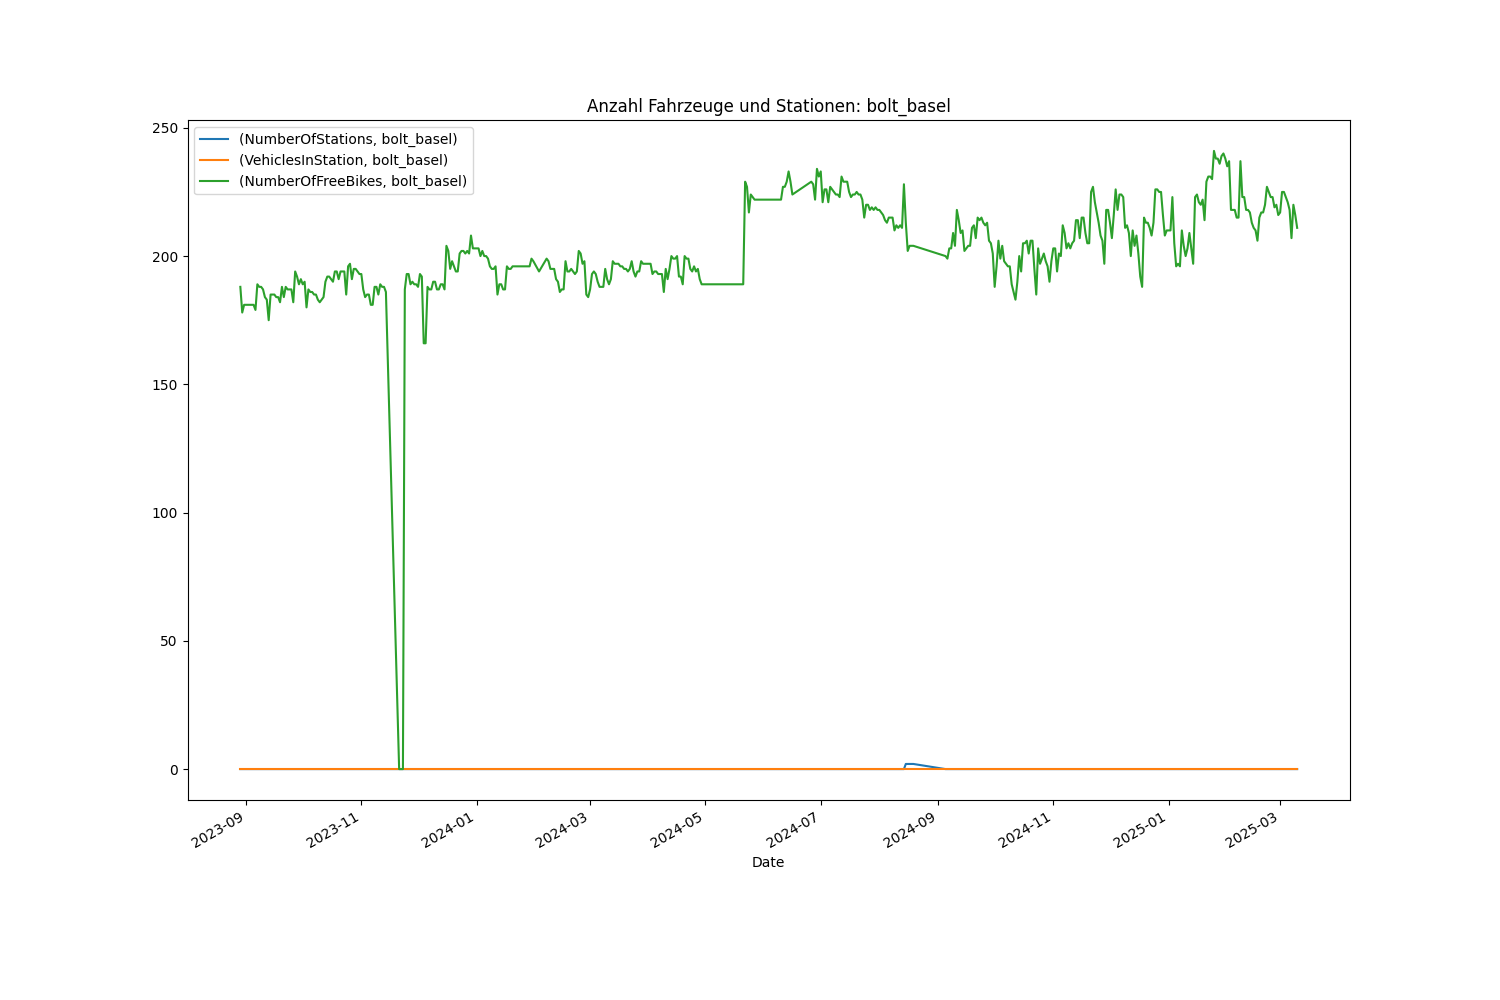 Anzahl Fahrzeuge und Stationen: bolt_basel
(NumberOfStations, bolt_basel)
(VehiclesInStation, bolt_basel)
(NumberOfFreeBikes, bolt_basel)
250
200
150
100
50
0
2023-09 2023-11 2024-01 2024-03 2024-05 2024-07 2024-09 2024-11 2025-01 2025-03
Date